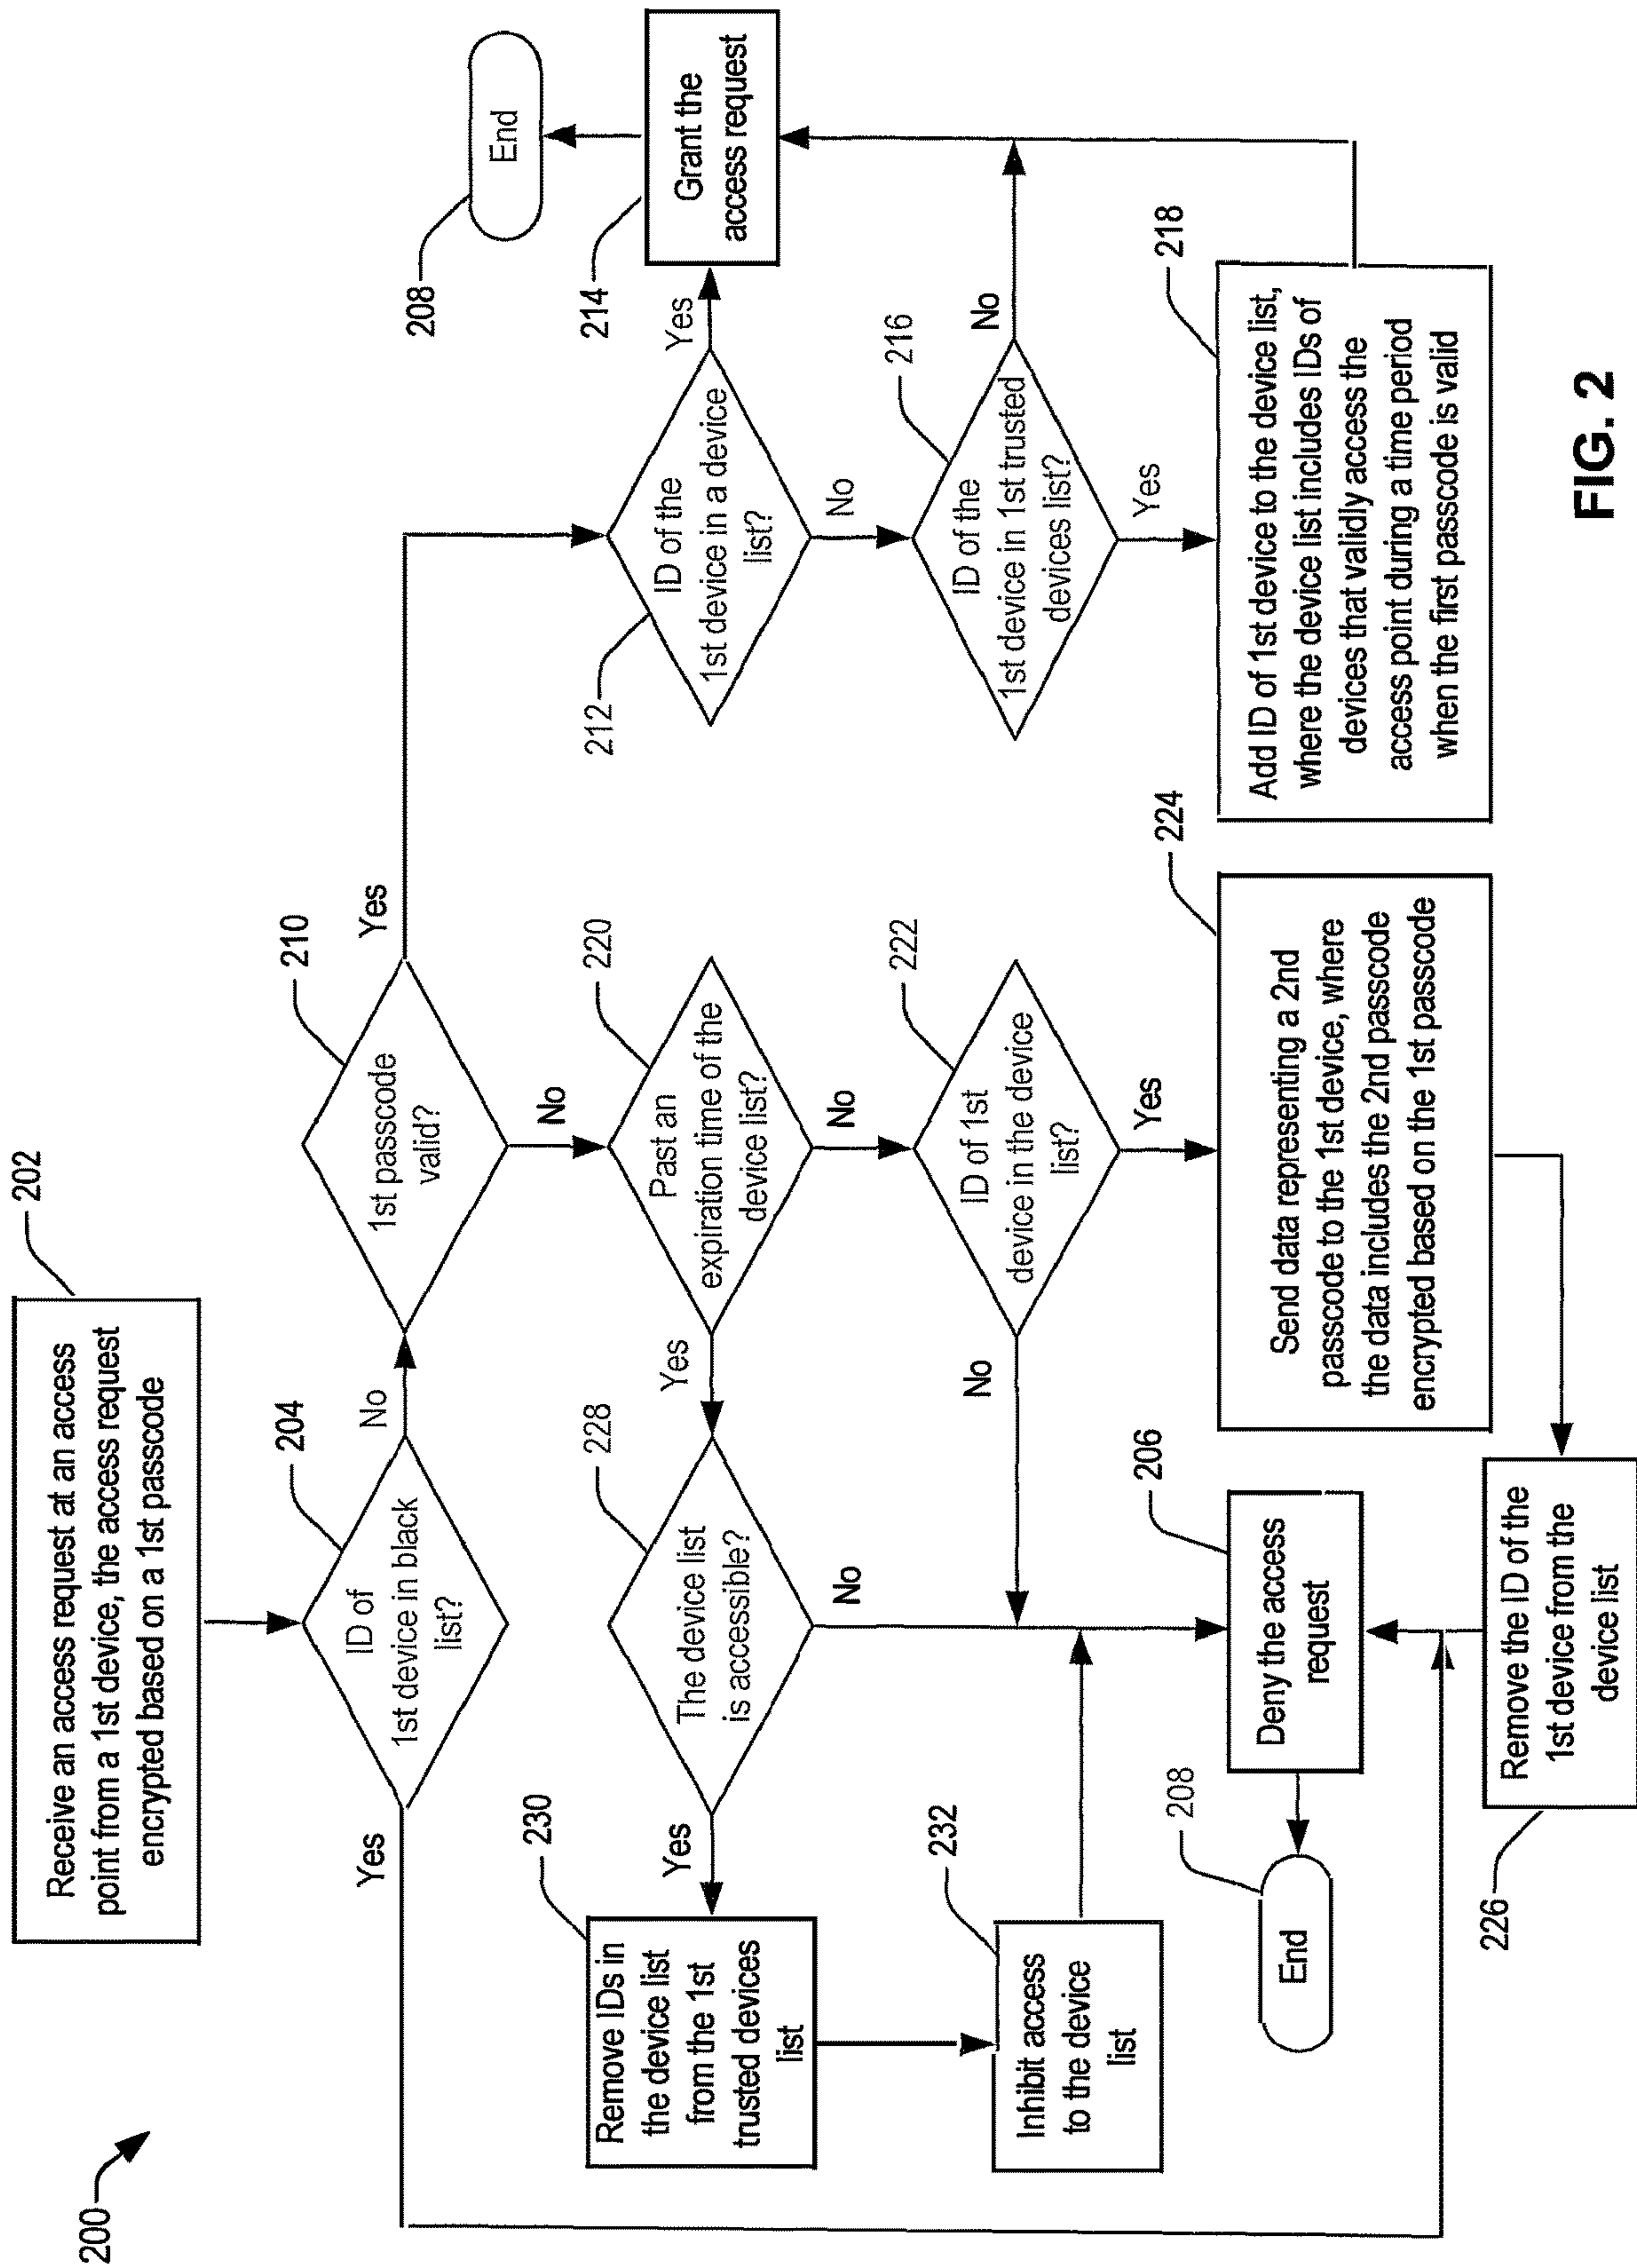 200
Receive an access request at an access
point from a 1st device, the access request
encrypted based on a 1st passcode
202
ID of
1st device in black
list?
204
Yes
No
1st passcode
valid?
210
Yes
No
208
End
230
Remove IDs in
the device list
from the 1st
trusted devices
list
Yes
The device list
is accessible?
228
No
Yes
Past an
expiration time of the
device list?
220
No
212
ID of the
1st device in a device
list?
Yes
No
214
Grant the
access request
232
Inhibit access
to the device
list
No
ID of 1st
device in the device
list?
222
Yes
ID of the
1st device in 1st trusted
devices list?
216
No
Yes
208
End
206
Deny the access
request
224
Send data representing a 2nd
passcode to the 1st device, where
the data includes the 2nd passcode
encrypted based on the 1st passcode
218
Add ID of 1st device to the device list,
where the device list includes IDs of
devices that validly access the
access point during a time period
when the first passcode is valid
226
Remove the ID of the
1st device from the
device list
FIG. 2